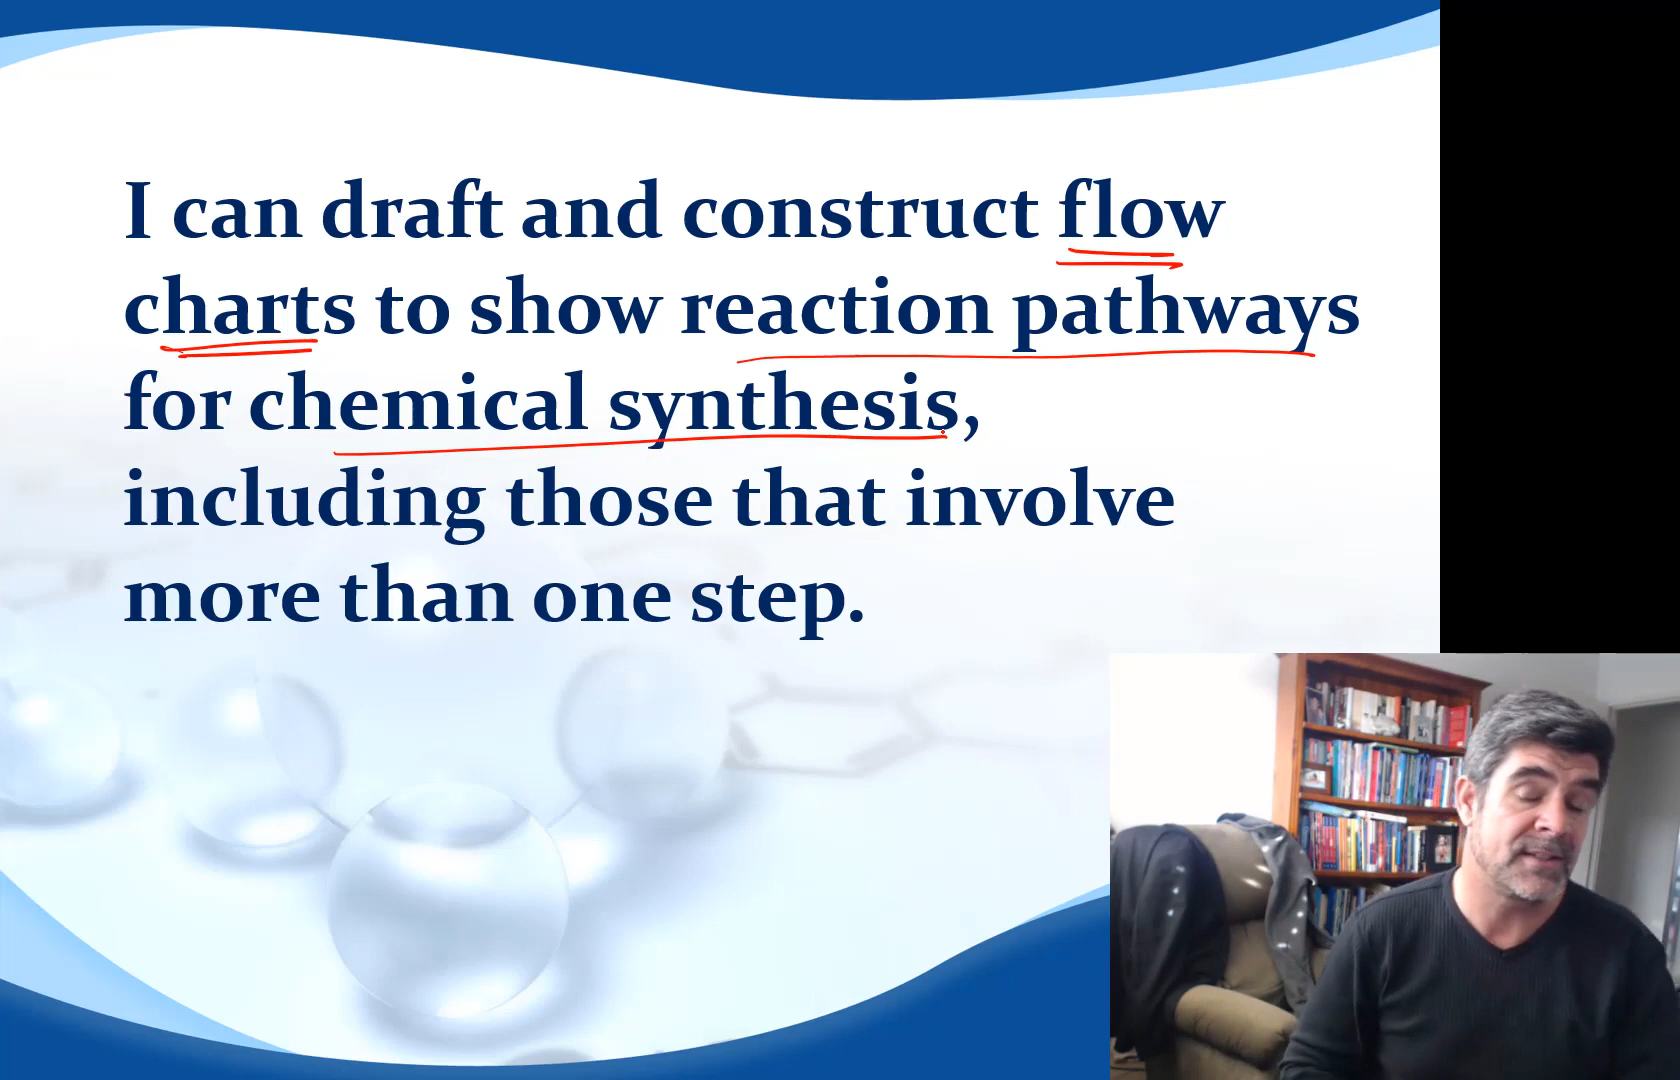 I can draft and construct flow
charts to show reaction pathways
for chemical synthesis,
including those that involve
more than one step.